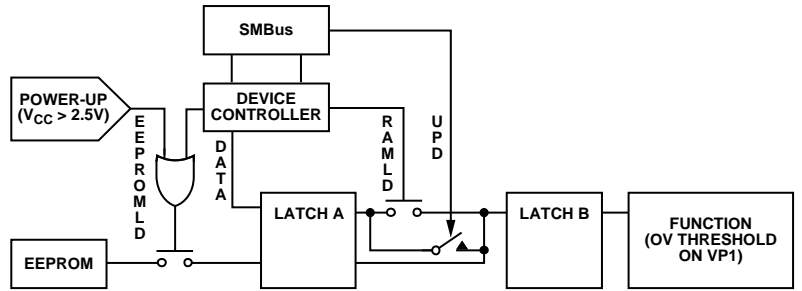 SMBus
POWER-UP
(VCC > 2.5V)
EEPROMLD
DEVICE
CONTROLLER
DATA
RAMLD
UPD
LATCH A
LATCH B
FUNCTION
(OV THRESHOLD
ON VP1)
EEPROM